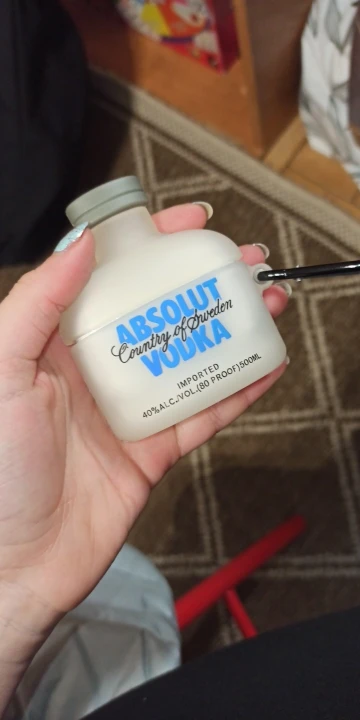 ABSOLUT
Country of Sweden
VODKA
IMPORTED
40%ALC./VOL.(80 PROOF)500ML